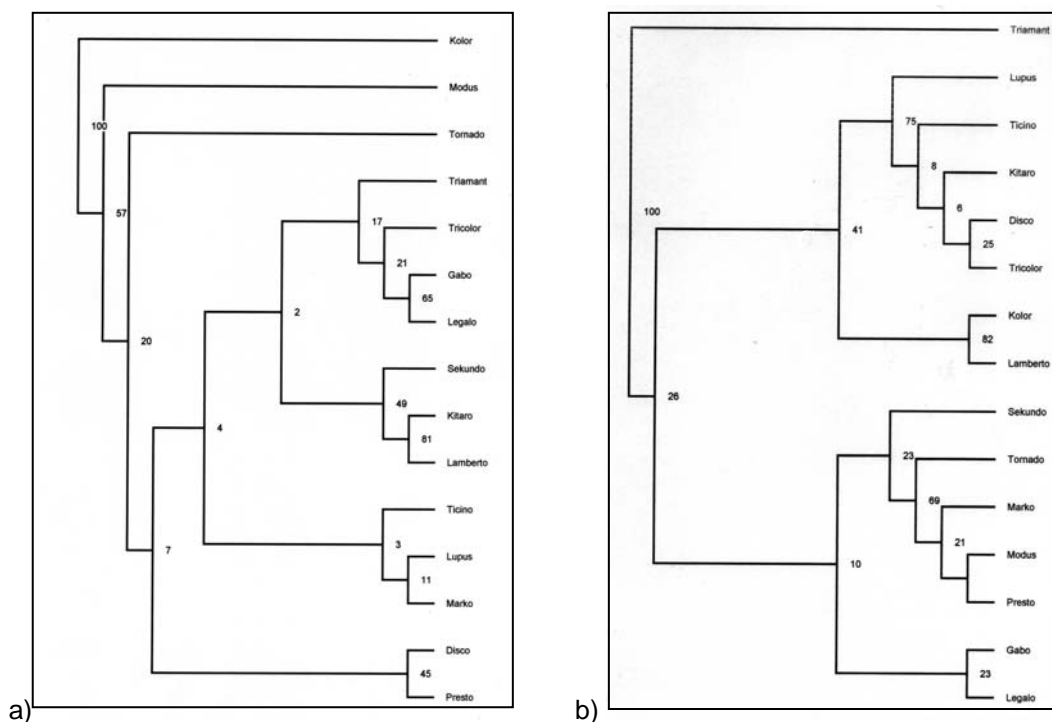 Kolor
Modus
100
Tornado
Triamant
57
17
Tricolor
21
Gabo
65
2
Legalo
20
Sekundo
49
Kitaro
4
81
Lamberto
Ticino
7
3
Lupus
11
Marko
Disco
45
Presto
a)
Triamant
Lupus
75
Ticino
8
Kitaro
6
100
Disco
41
25
Tricolor
Kolor
82
Lamberto
26
Sekundo
23
Tornado
69
Marko
21
Modus
10
Presto
Gabo
23
Legalo
b)